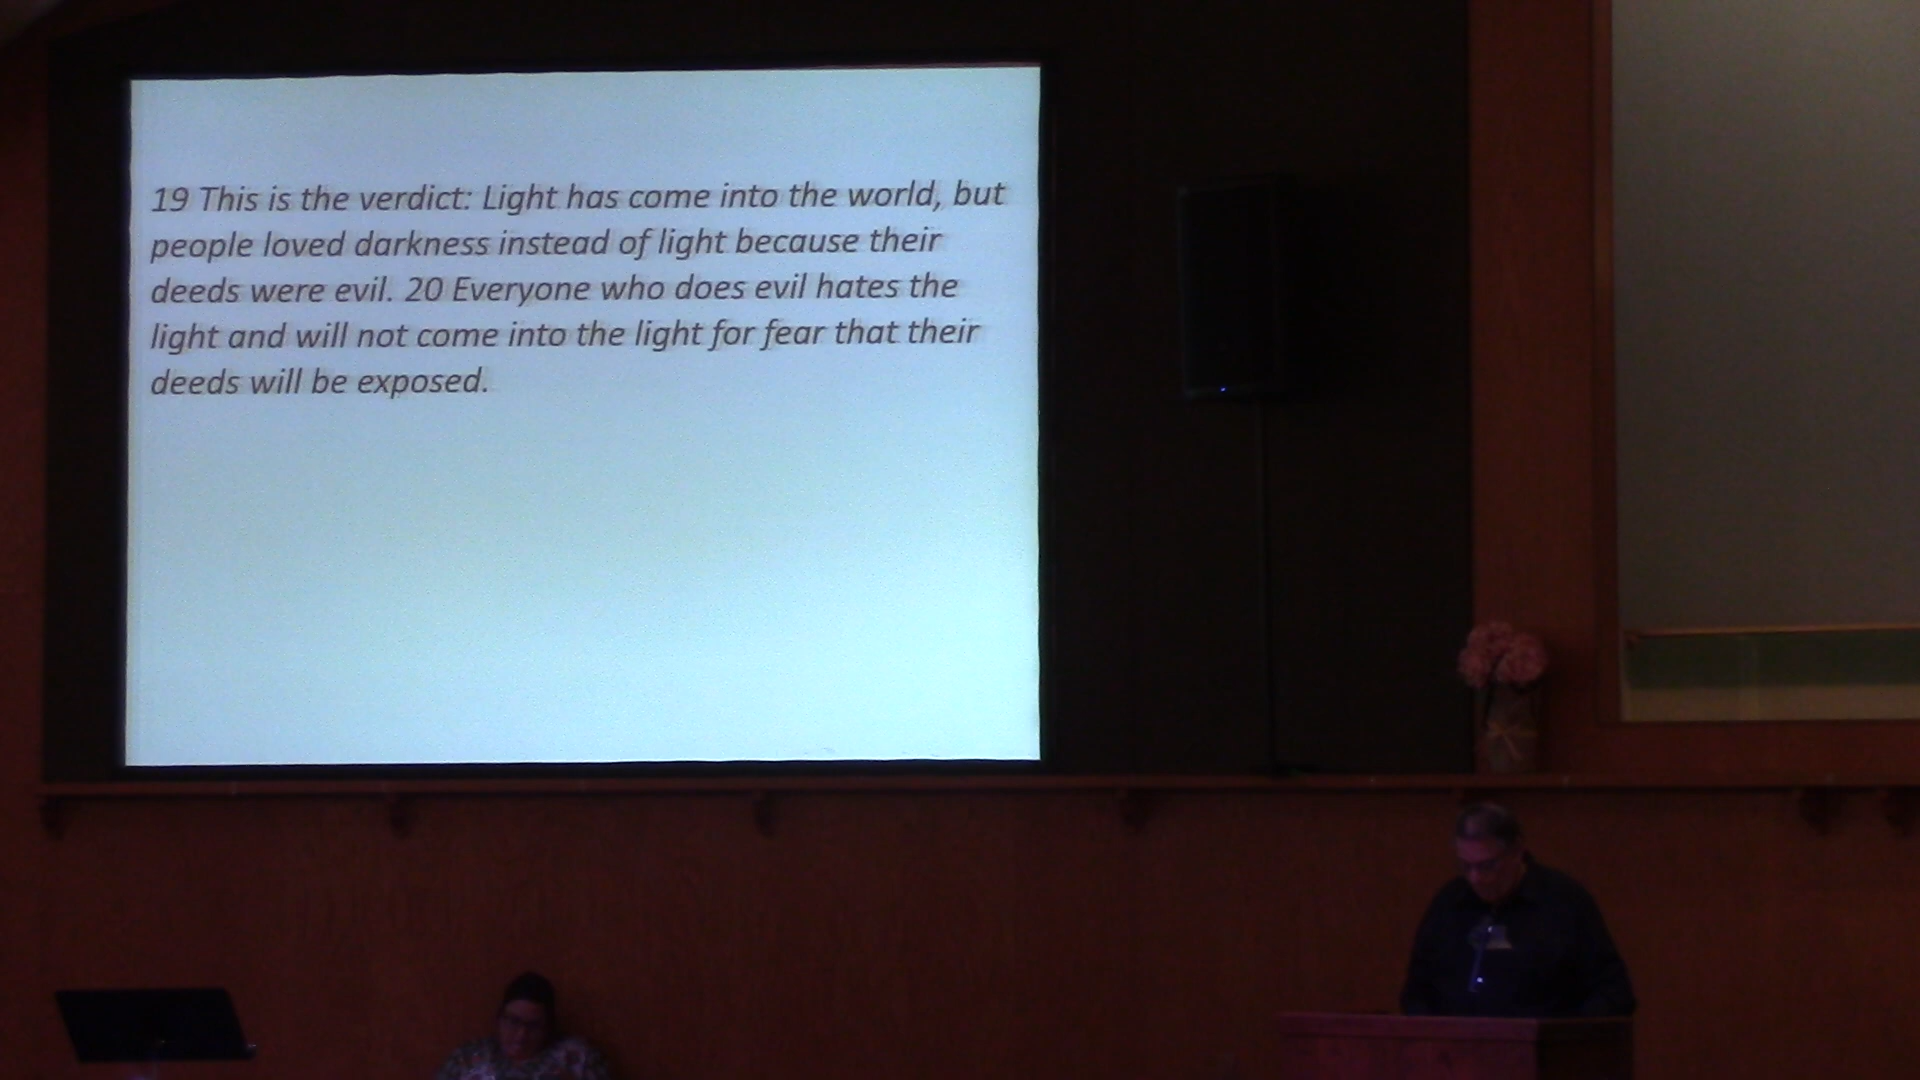 19 This is the verdict: Light has come into the world, but
people loved darkness instead of light because their
deeds were evil. 20 Everyone who does evil hates the
light and will not come into the light for fear that their
deeds will be exposed.